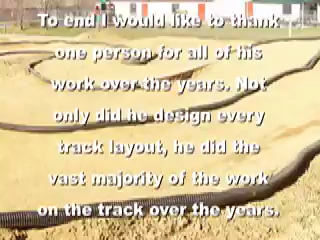 To end I would like to thank
one person for all of his
work over the years. Not
only did he design every
track layout, he did the
vast majority of the work
on the track over the years.